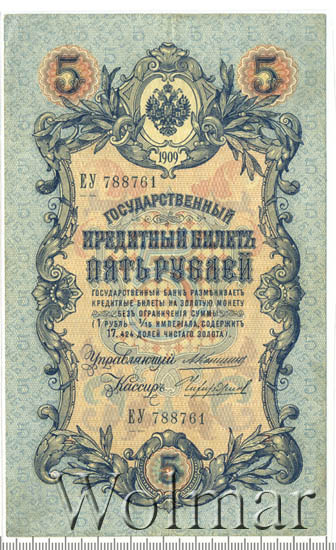 5 5
1909
ЕУ 788761
ГОСУДАРСТВЕННЫЙ
КРЕДИТНЫЙ БИЛЕТЪ
ПЯТЬ РУБЛЕЙ
ГОСУДАРСТВЕННЫЙ БАНКЪ РАЗМѢНИВАЕТЪ
КРЕДИТНЫЕ БИЛЕТЫ НА ЗОЛОТУЮ МОНЕТУ
БЕЗЪ ОГРАНИЧЕНІЯ СУММЫ
(1 РУБЛЬ = 1/15 ИМПЕРІАЛА, СОДЕРЖИТЪ
17,424 ДОЛЕЙ ЧИСТАГО ЗОЛОТА)
Управляющій
Кассиръ
ЕУ 788761
5
Wolmar